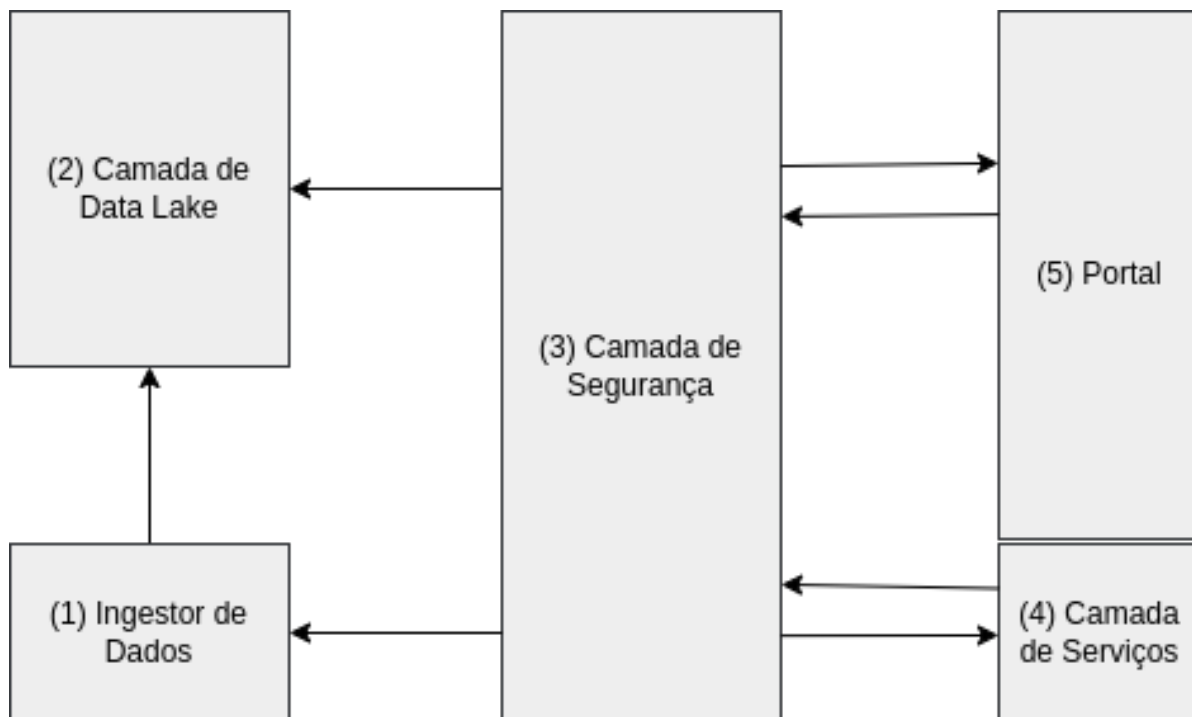 (2) Camada de
Data Lake
(5) Portal
(3) Camada de
Segurança
(1) Ingestor de
Dados
(4) Camada
de Serviços